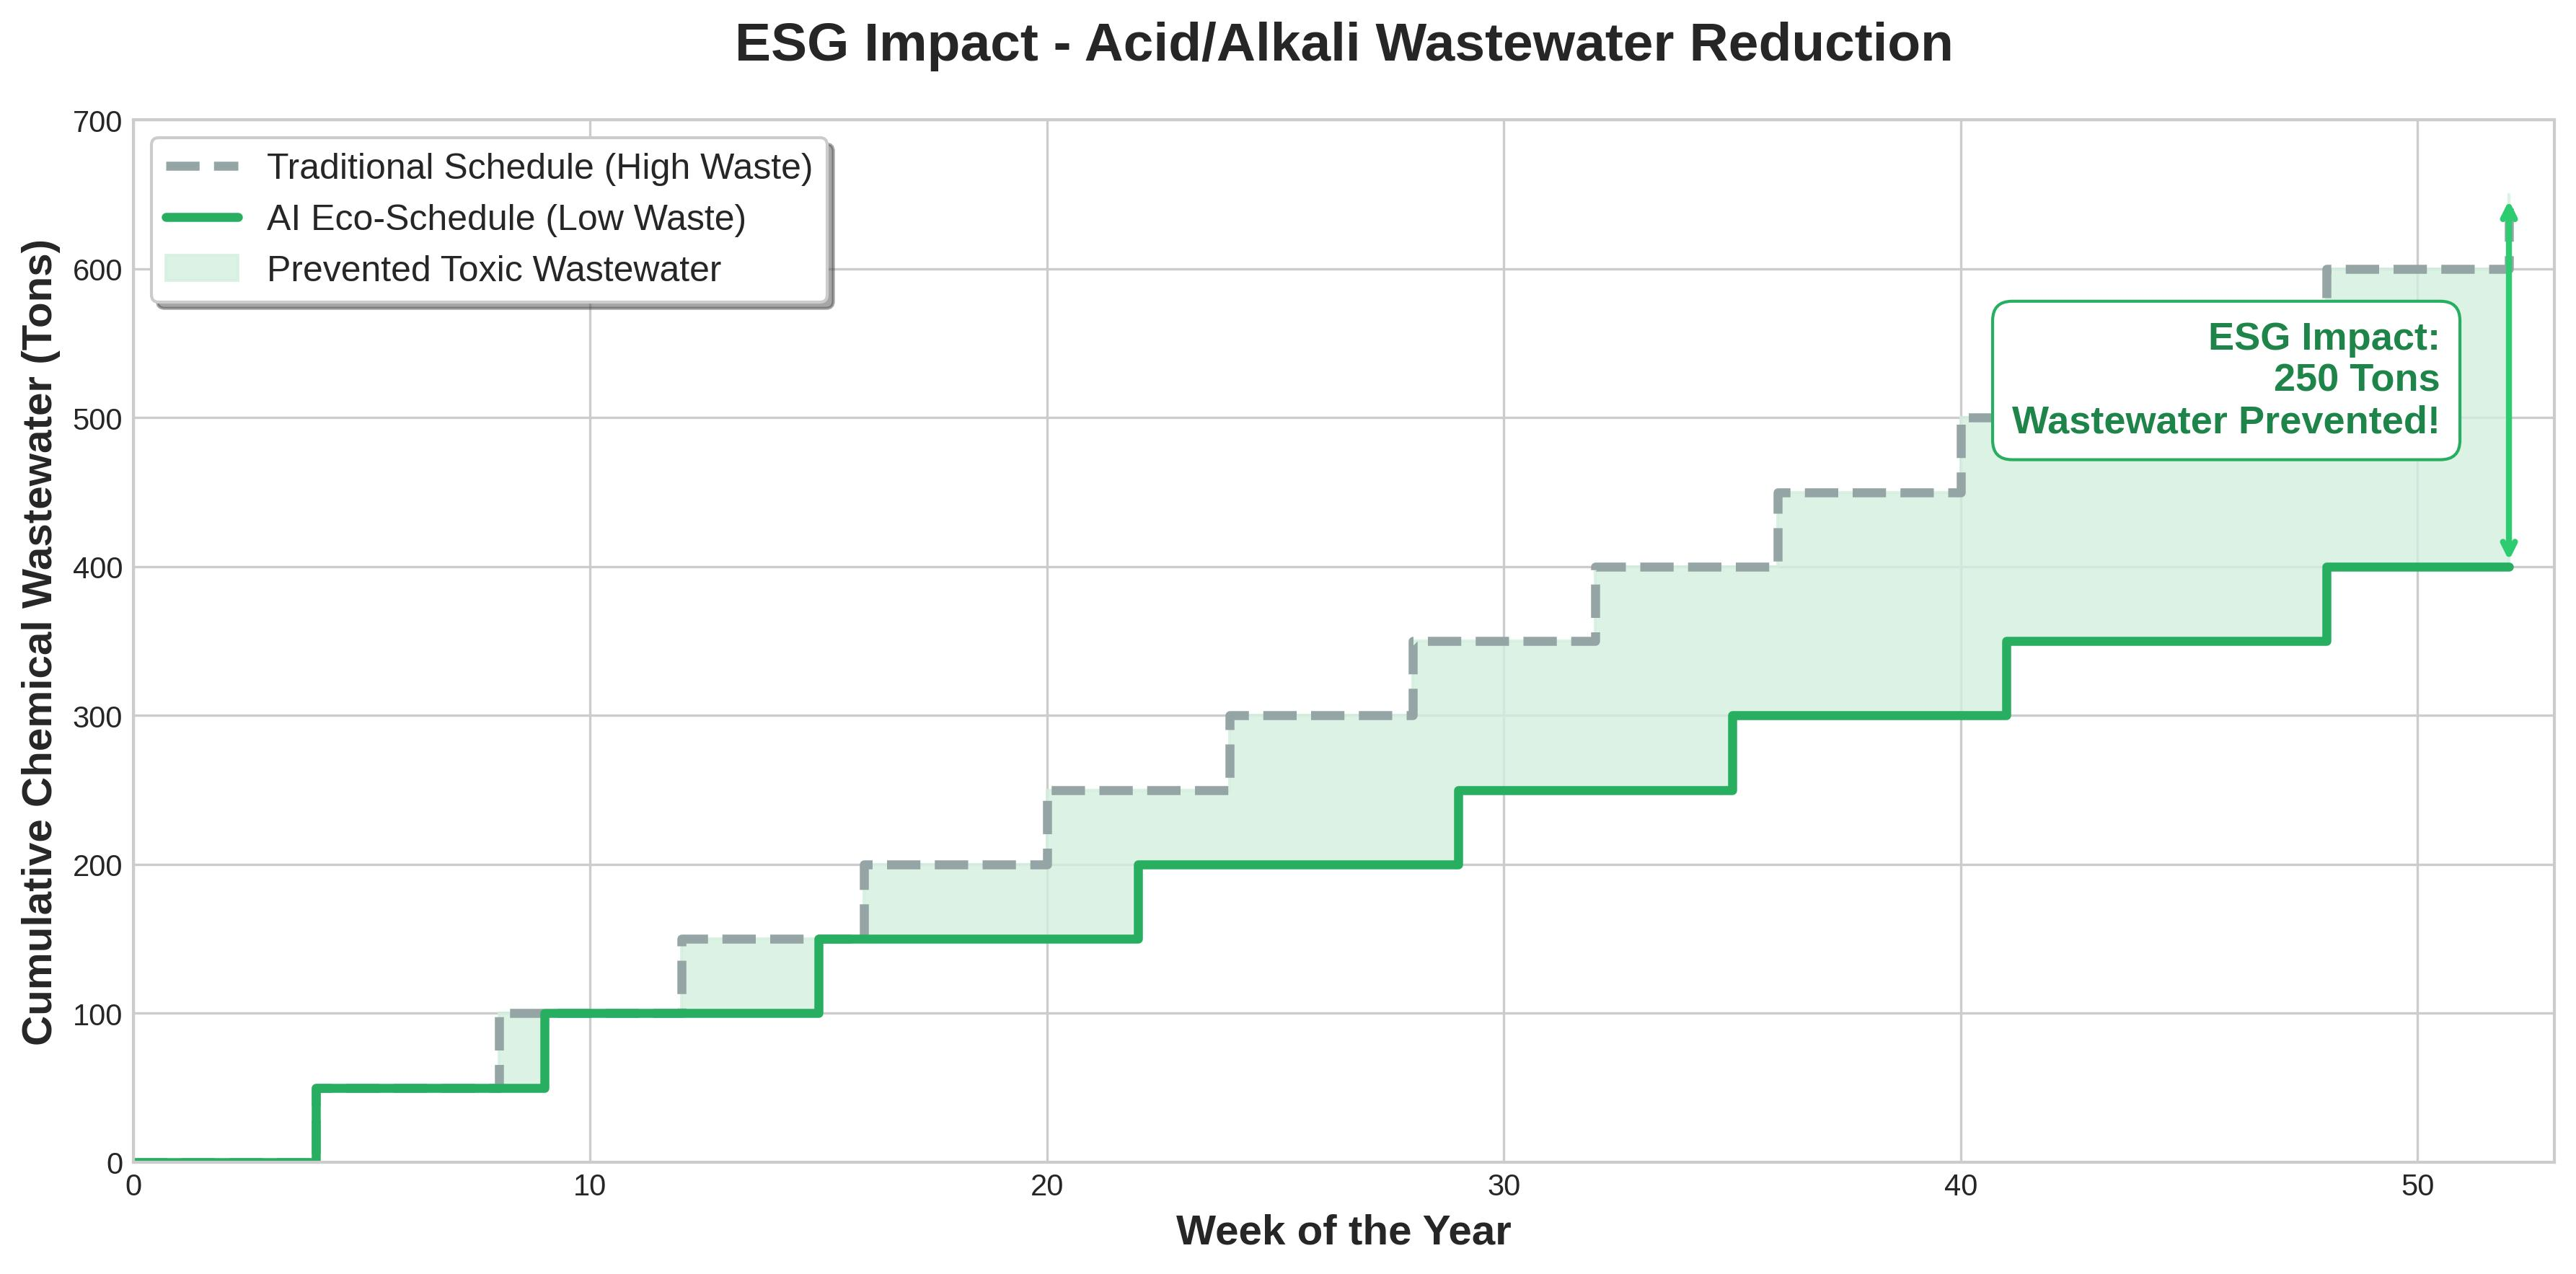 ESG Impact - Acid/Alkali Wastewater Reduction
Cumulative Chemical Wastewater (Tons)
700
600
500
400
300
200
100
0
Traditional Schedule (High Waste)
AI Eco-Schedule (Low Waste)
Prevented Toxic Wastewater
ESG Impact:
250 Tons
Wastewater Prevented!
0 10 20 30 40 50
Week of the Year